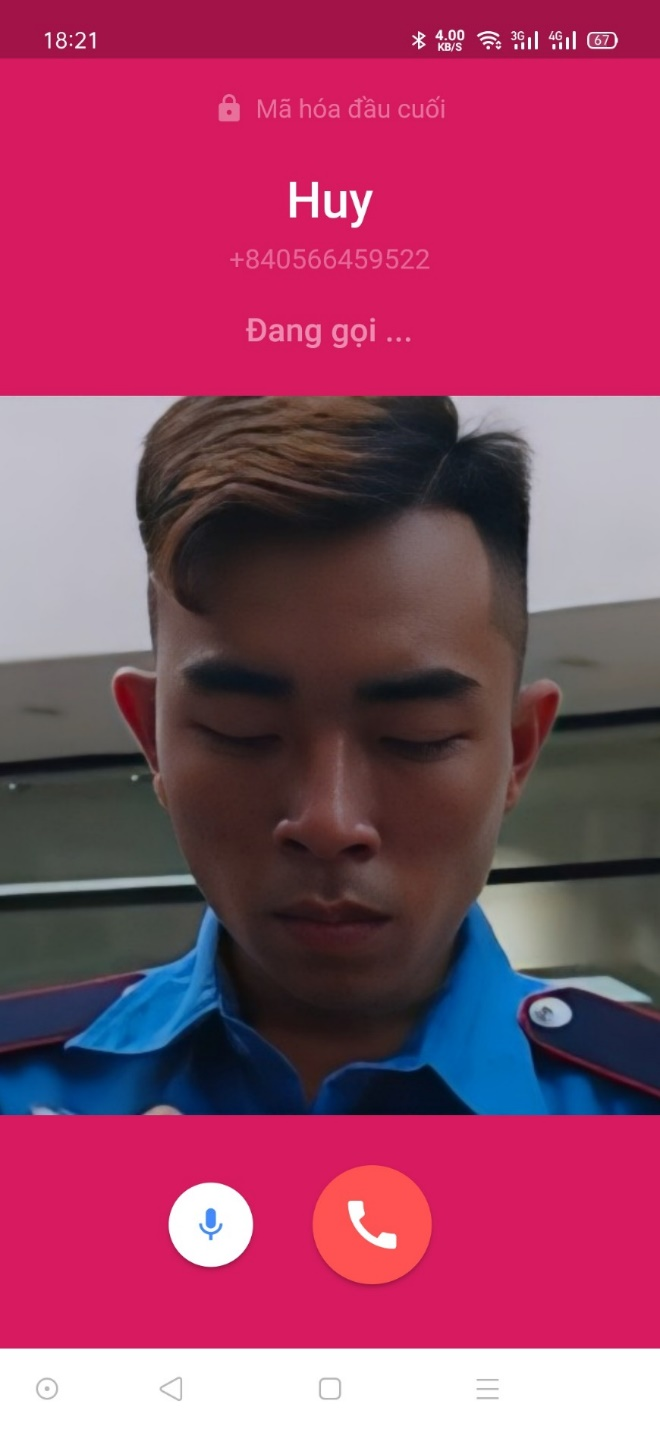 18:21
4.00
KB/S
3G
4G
67
Mã hóa đầu cuối
Huy
+840566459522
Đang gọi ...